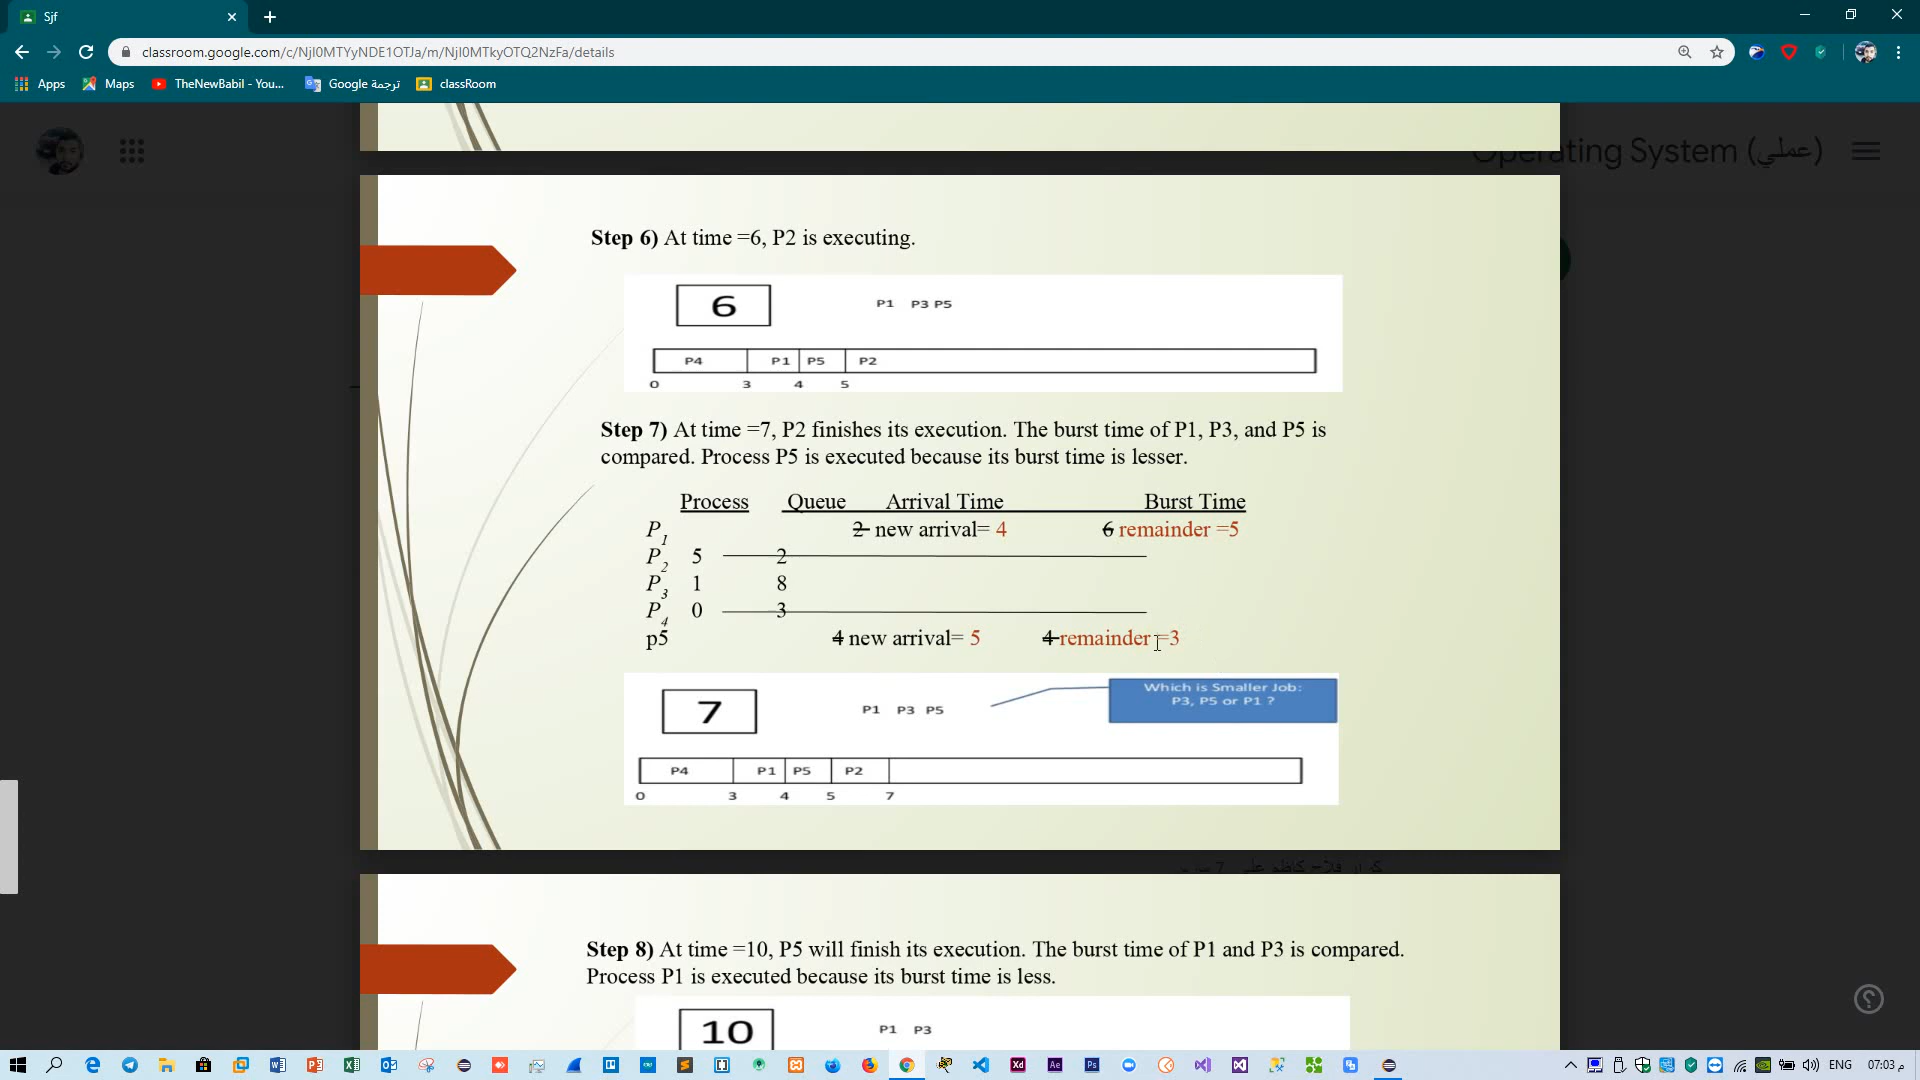 Sjf
classroom.google.com/c/NjI0MTYyNDE1OTJa/m/NjI0MTkyOTQ2NzFa/details
Apps Maps TheNewBabil - You... Google ترجمة classRoom
Operating System (عملي)
Step 6) At time =6, P2 is executing.
6 P1 P3 P5
P4 P1 P5 P2
0 3 4 5
Step 7) At time =7, P2 finishes its execution. The burst time of P1, P3, and P5 is
compared. Process P5 is executed because its burst time is lesser.
Process Queue Arrival Time Burst Time
P1 2 new arrival= 4 6 remainder =5
P2 5 2
P3 1 8
P4 0 3
p5 4 new arrival= 5 4 remainder =3
Which is Smaller Job:
P3, P5 or P1 ?
7 P1 P3 P5
P4 P1 P5 P2
0 3 4 5 7
Step 8) At time =10, P5 will finish its execution. The burst time of P1 and P3 is compared.
Process P1 is executed because its burst time is less.
10 P1 P3
ENG 07:03 م